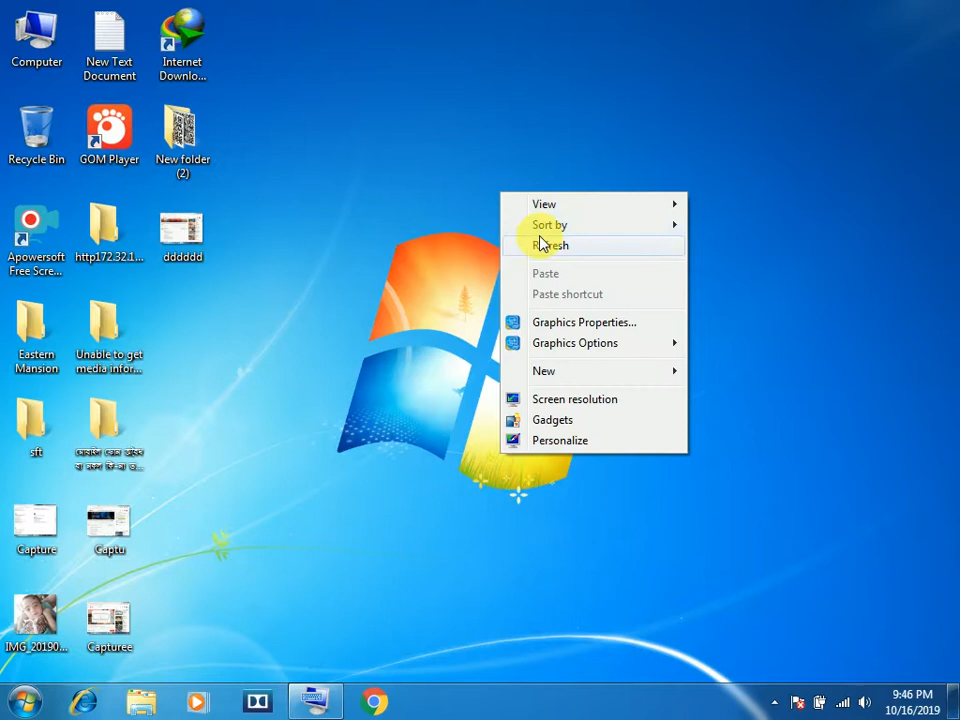 Computer
New Text
Document
Internet
Downlo...
Recycle Bin
GOM Player
New folder
(2)
Apowersoft
Free Scre...
http172.32.1...
dddddd
Eastern
Mansion
Unable to get
media infor...
sft
Capture
Captu
IMG_20190...
Capturee
View
Sort by
Refresh
Paste
Paste shortcut
Graphics Properties...
Graphics Options
New
Screen resolution
Gadgets
Personalize
9:46 PM
10/16/2019